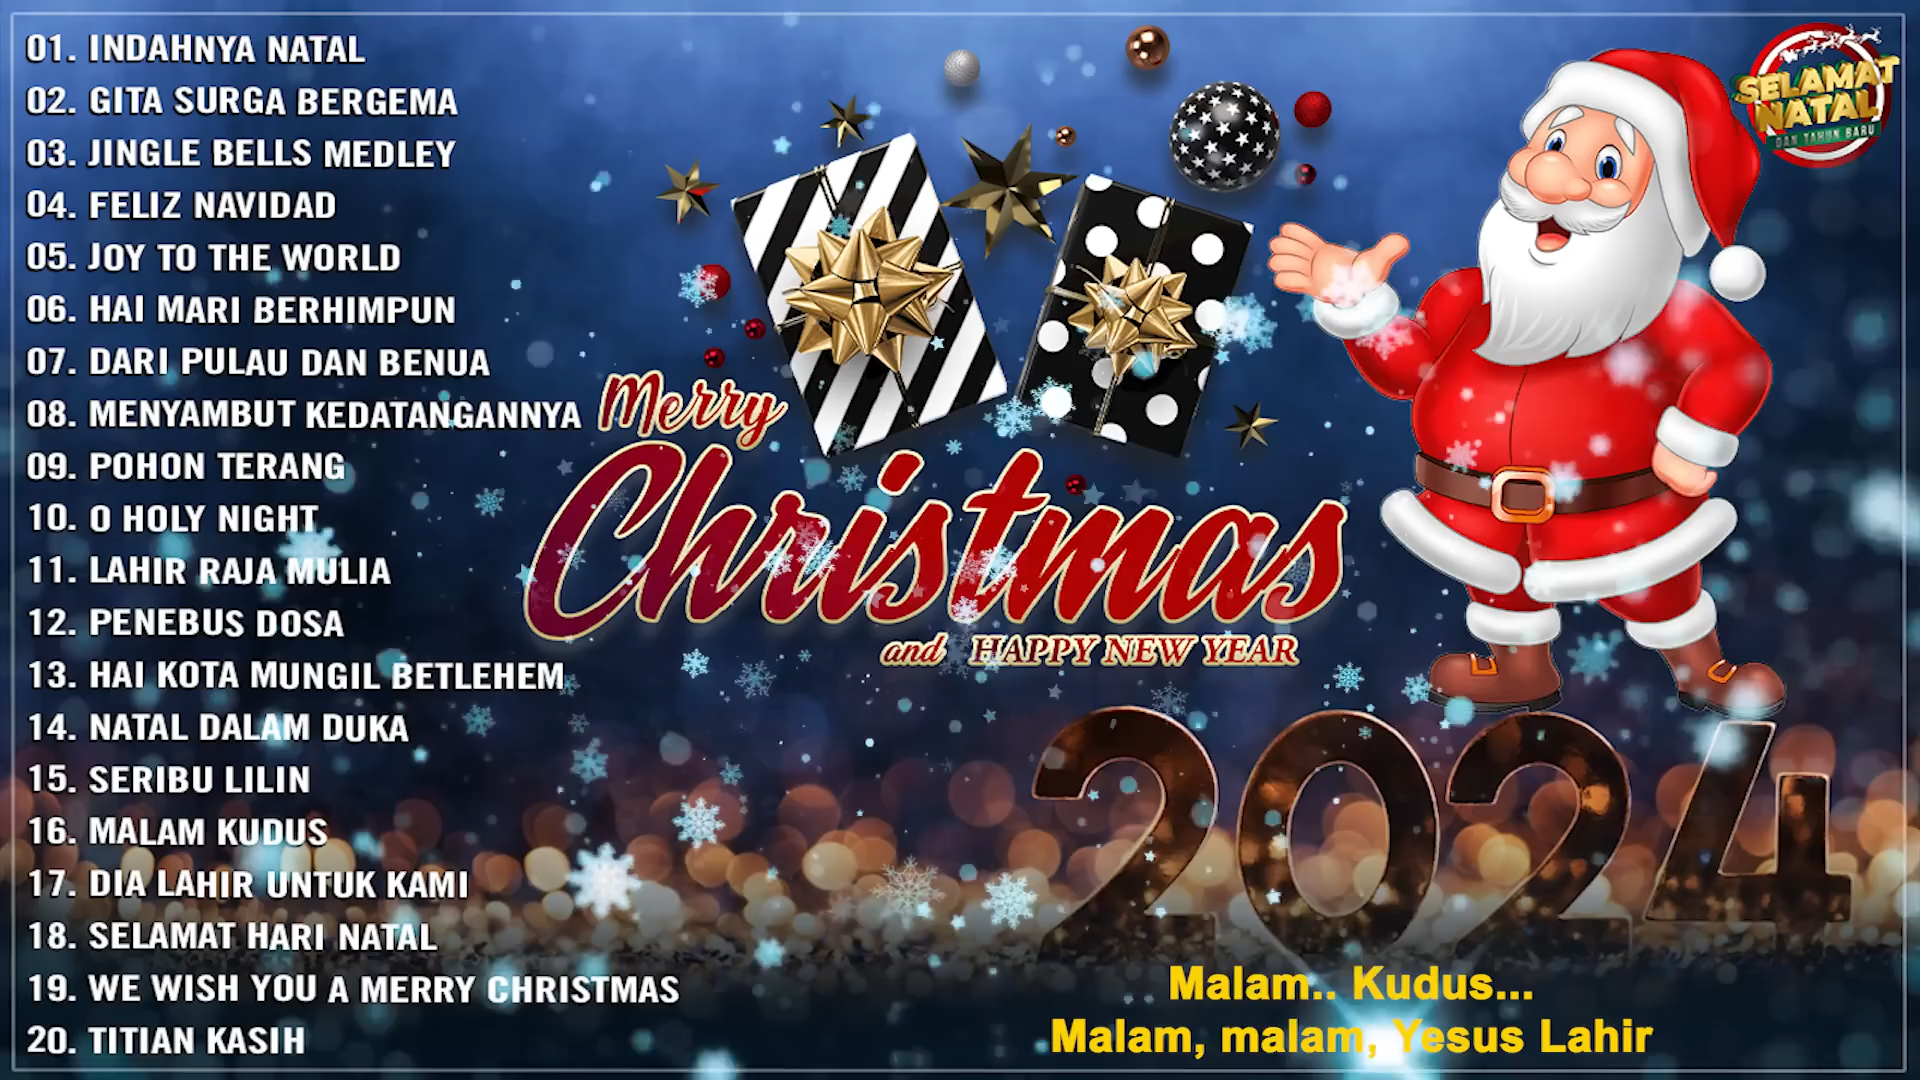 01. INDAHNYA NATAL
02. GITA SURGA BERGEMA
03. JINGLE BELLS MEDLEY
04. FELIZ NAVIDAD
05. JOY TO THE WORLD
06. HAI MARI BERHIMPUN
07. DARI PULAU DAN BENUA
08. MENYAMBUT KEDATANGANNYA
09. POHON TERANG
10. O HOLY NIGHT
11. LAHIR RAJA MULIA
12. PENEBUS DOSA
13. HAI KOTA MUNGIL BETLEHEM
14. NATAL DALAM DUKA
15. SERIBU LILIN
16. MALAM KUDUS
17. DIA LAHIR UNTUK KAMI
18. SELAMAT HARI NATAL
19. WE WISH YOU A MERRY CHRISTMAS
20. TITIAN KASIH
Merry
Christmas
and HAPPY NEW YEAR
2024
SELAMAT
NATAL
DAN TAHUN BARU
Malam.. Kudus...
Malam, malam, Yesus Lahir